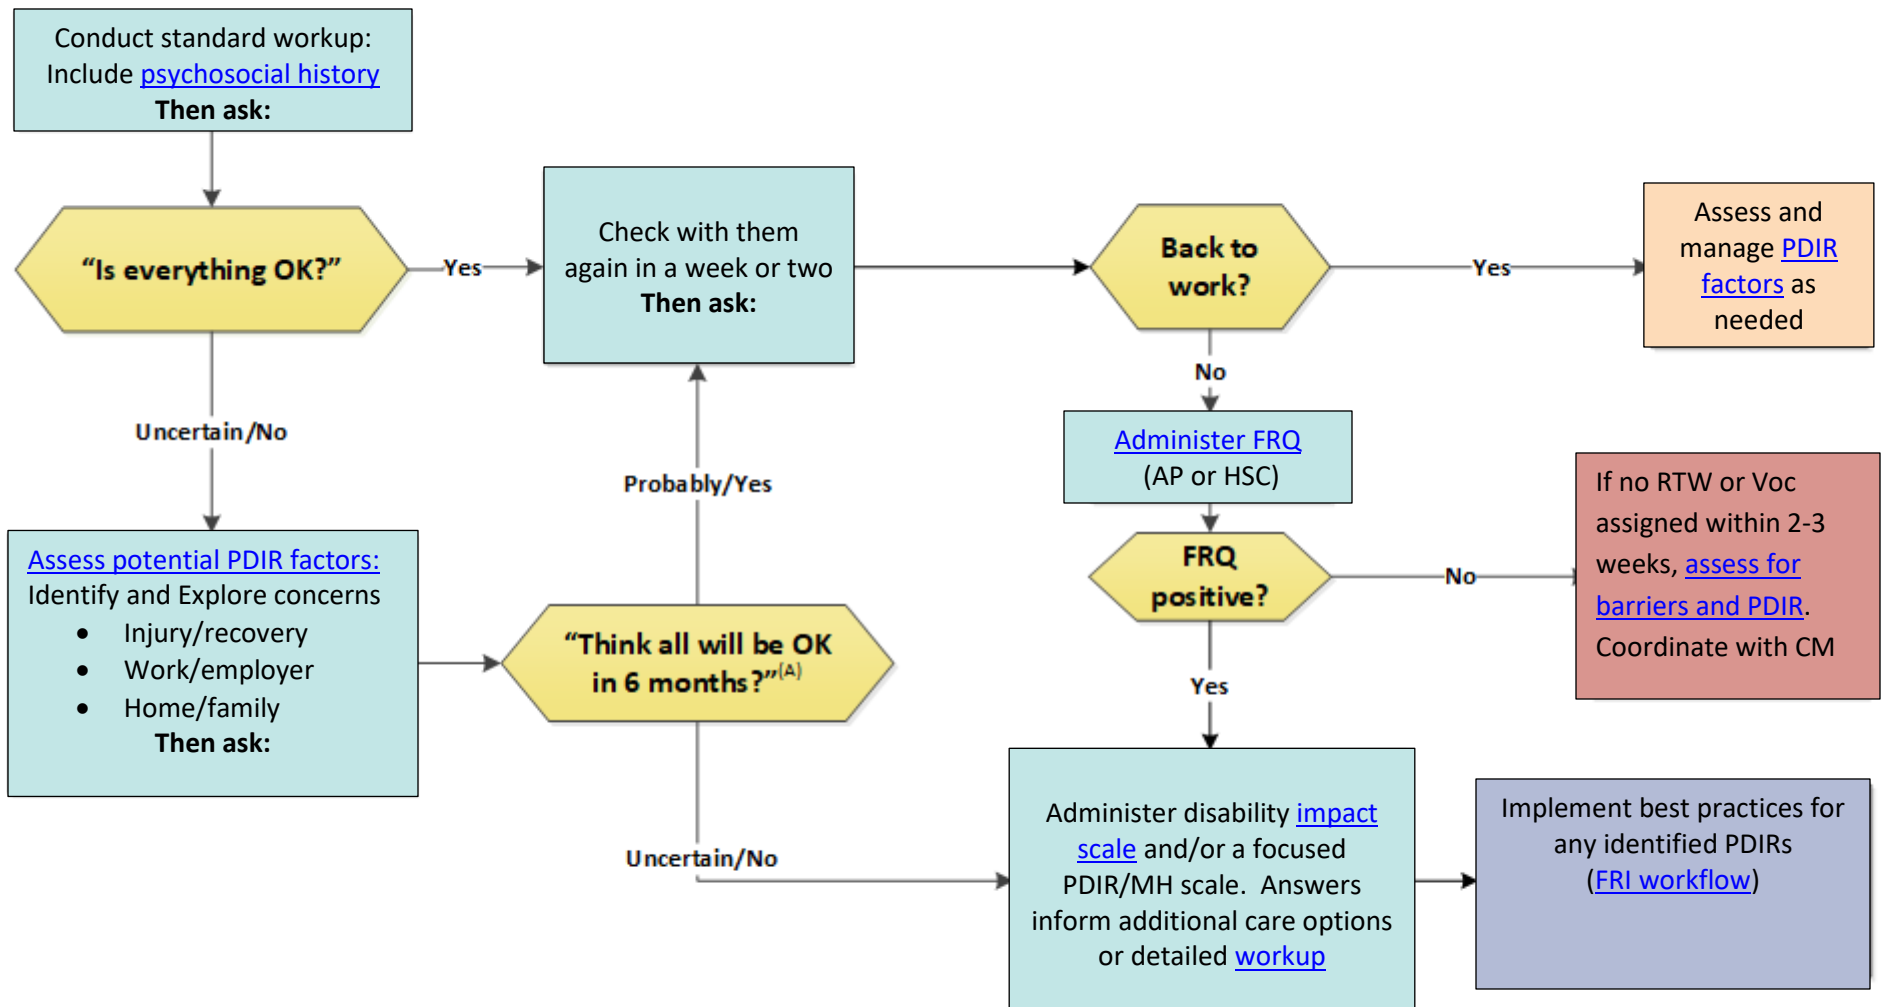 Conduct standard workup:
Include psychosocial history
Then ask:
“Is everything OK?”
Yes
Check with them
again in a week or two
Then ask:
Back to
work?
Yes
Assess and
manage PDIR
factors as
needed
Uncertain/No
No
Administer FRQ
(AP or HSC)
Probably/Yes
FRQ
positive?
No
If no RTW or Voc
assigned within 2-3
weeks, assess for
barriers and PDIR.
Coordinate with CM
Assess potential PDIR factors:
Identify and Explore concerns
• Injury/recovery
• Work/employer
• Home/family
Then ask:
“Think all will be OK
in 6 months?”(A)
Yes
Uncertain/No
Administer disability impact
scale and/or a focused
PDIR/MH scale. Answers
inform additional care options
or detailed workup
Implement best practices for
any identified PDIRs
(FRI workflow)